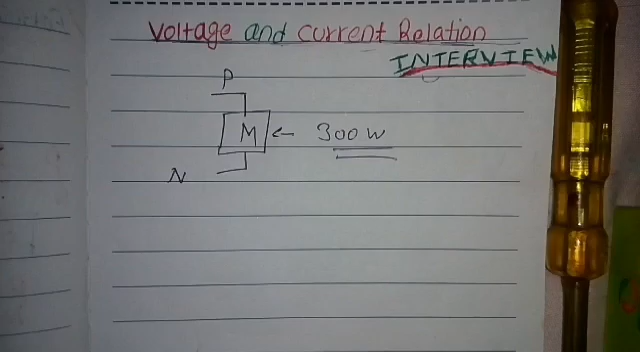 Voltage and current Relation
INTERVIEW
P
M ← 300 W
N